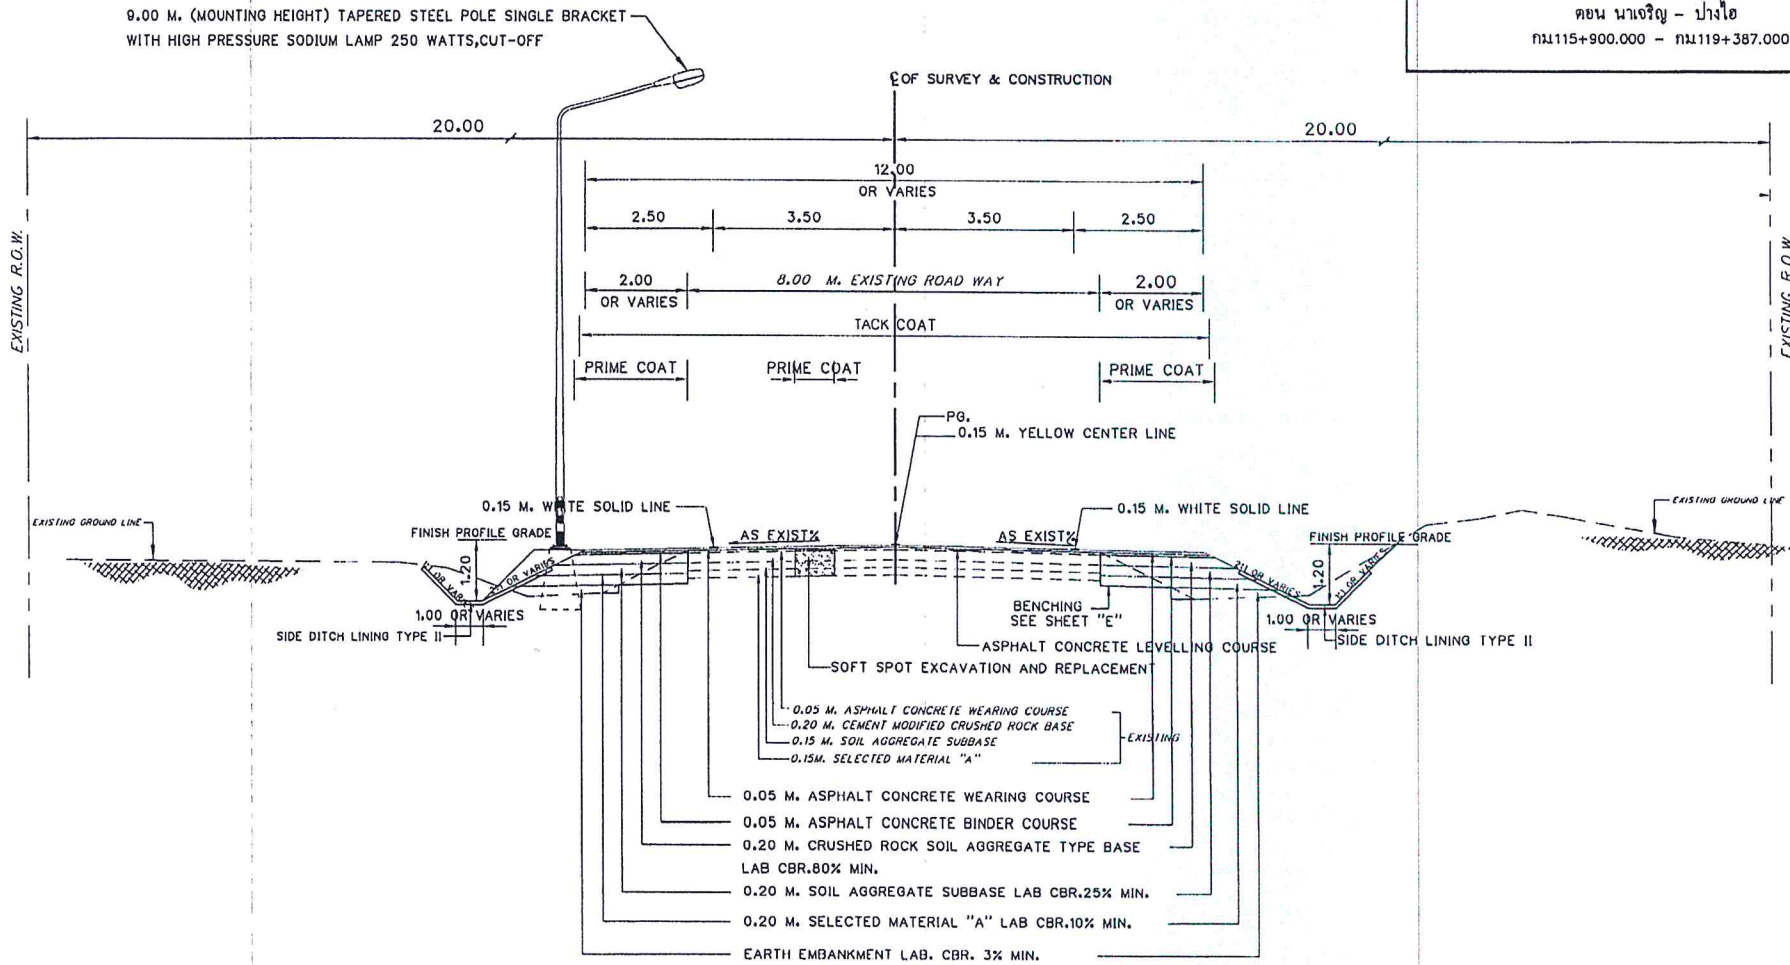 9.00 M. (MOUNTING HEIGHT) TAPERED STEEL POLE SINGLE BRACKET
WITH HIGH PRESSURE SODIUM LAMP 250 WATTS,CUT-OFF
ตอน นาเจริญ - ปางไฮ
กม115+900.000 - กม119+387.000
℄ OF SURVEY & CONSTRUCTION
20.00
20.00
12.00
OR VARIES
2.50
3.50
3.50
2.50
EXISTING R.O.W.
EXISTING R.O.W.
2.00
OR VARIES
8.00 M. EXISTING ROAD WAY
2.00
OR VARIES
TACK COAT
PRIME COAT
PRIME COAT
PRIME COAT
PG.
0.15 M. YELLOW CENTER LINE
0.15 M. WHITE SOLID LINE
0.15 M. WHITE SOLID LINE
EXISTING GROUND LINE
EXISTING GROUND LINE
FINISH PROFILE GRADE
AS EXIST%
AS EXIST%
FINISH PROFILE GRADE
1.20
1.20
1:1 OR VARIES
2:1 OR VARIES
2:1 OR VARIES
1:1 OR VARIES
1.00 OR VARIES
1.00 OR VARIES
SIDE DITCH LINING TYPE II
SIDE DITCH LINING TYPE II
BENCHING
SEE SHEET "E"
ASPHALT CONCRETE LEVELLING COURSE
SOFT SPOT EXCAVATION AND REPLACEMENT
0.05 M. ASPHALT CONCRETE WEARING COURSE
0.20 M. CEMENT MODIFIED CRUSHED ROCK BASE
0.15 M. SOIL AGGREGATE SUBBASE
0.15M. SELECTED MATERIAL "A"
EXISTING
0.05 M. ASPHALT CONCRETE WEARING COURSE
0.05 M. ASPHALT CONCRETE BINDER COURSE
0.20 M. CRUSHED ROCK SOIL AGGREGATE TYPE BASE
LAB CBR.80% MIN.
0.20 M. SOIL AGGREGATE SUBBASE LAB CBR.25% MIN.
0.20 M. SELECTED MATERIAL "A" LAB CBR.10% MIN.
EARTH EMBANKMENT LAB. CBR. 3% MIN.